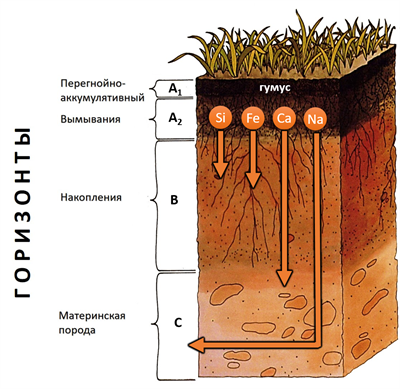 ГОРИЗОНТЫ
Перегнойно-
аккумулятивный
A1
гумус
Вымывания
A2
Si Fe Ca Na
Накопления
B
Материнская
порода
C